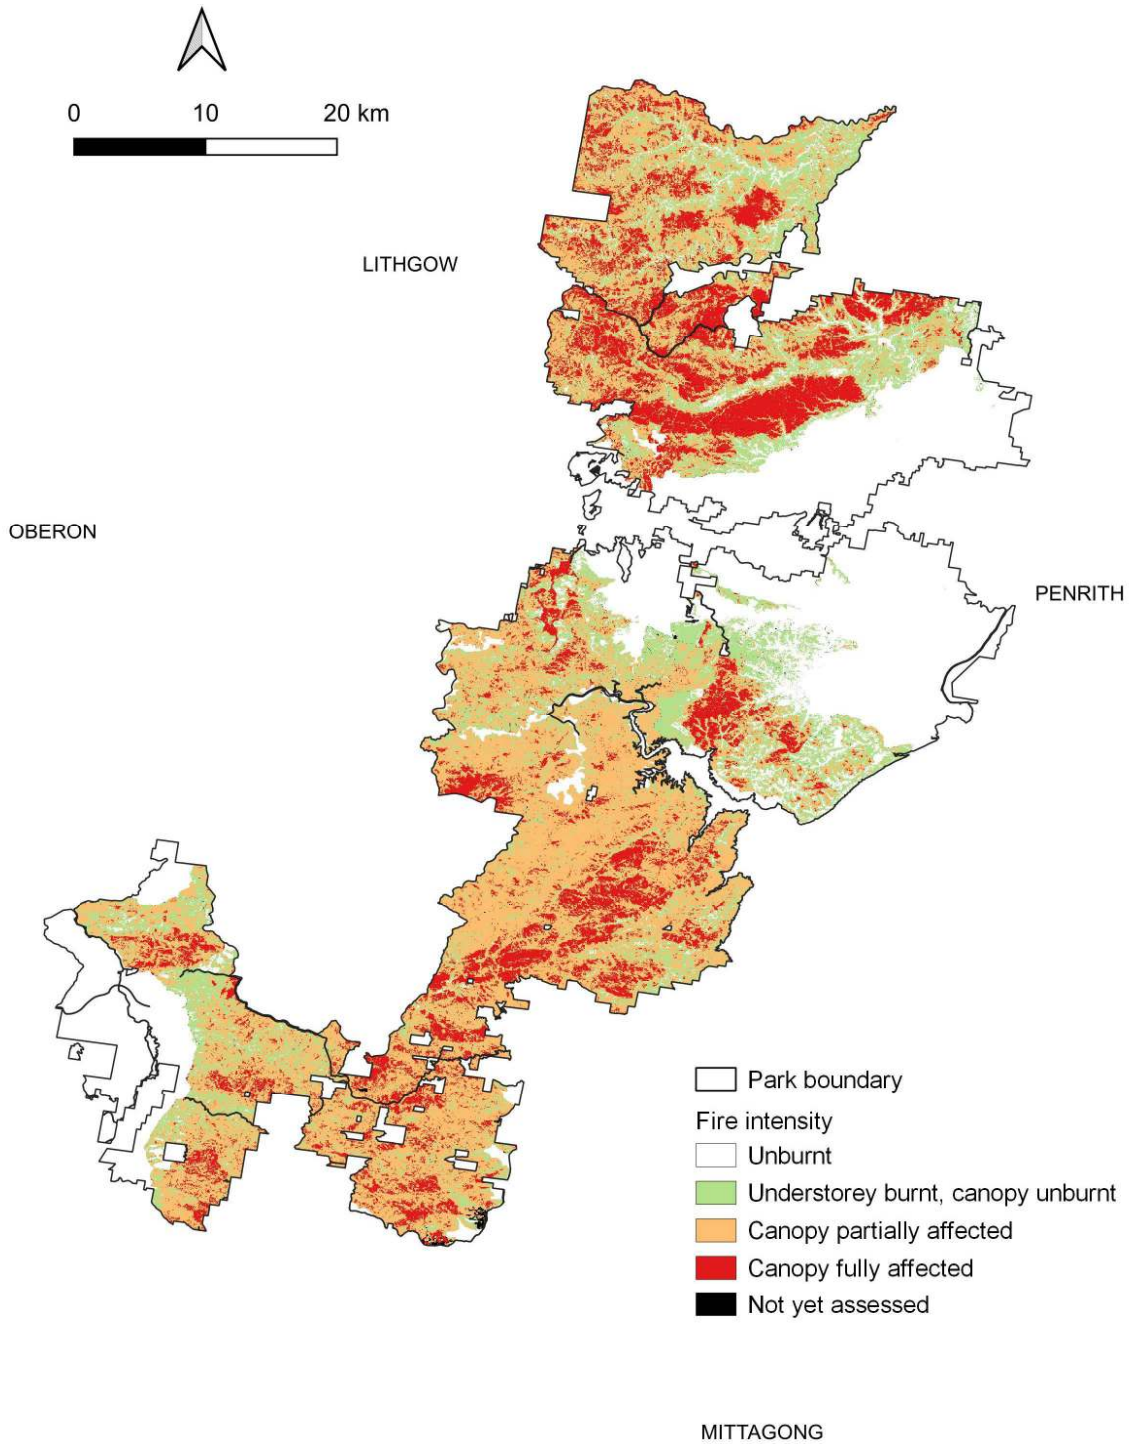 0 10 20 km
LITHGOW
OBERON
PENRITH
Park boundary
Fire intensity
Unburnt
Understorey burnt, canopy unburnt
Canopy partially affected
Canopy fully affected
Not yet assessed
MITTAGONG